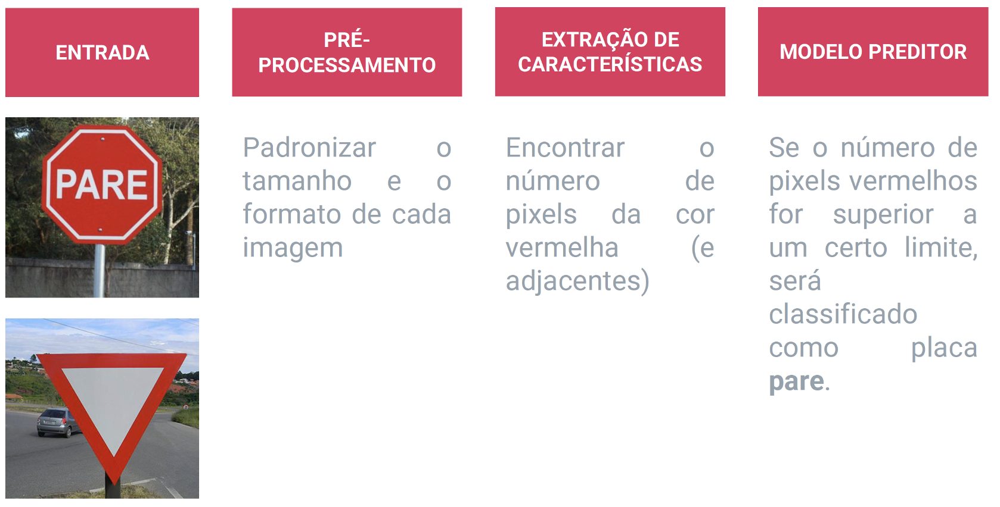 ENTRADA
PRÉ-
PROCESSAMENTO
EXTRAÇÃO DE
CARACTERÍSTICAS
MODELO PREDITOR
PARE
Padronizar o
tamanho e o
formato de cada
imagem
Encontrar o
número de
pixels da cor
vermelha (e
adjacentes)
Se o número de
pixels vermelhos
for superior a
um certo limite,
será
classificado
como placa
pare.